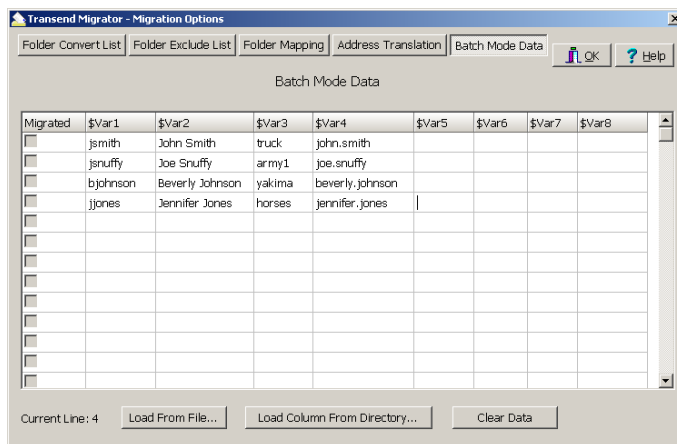 Transend Migrator - Migration Options
Folder Convert List Folder Exclude List Folder Mapping Address Translation Batch Mode Data OK ? Help
Batch Mode Data
Migrated $Var1 $Var2 $Var3 $Var4 $Var5 $Var6 $Var7 $Var8
jsmith John Smith truck john.smith
jsnuffy Joe Snuffy army1 joe.snuffy
bjohnson Beverly Johnson yakima beverly.johnson
jjones Jennifer Jones horses jennifer.jones
Current Line: 4 Load From File... Load Column From Directory... Clear Data